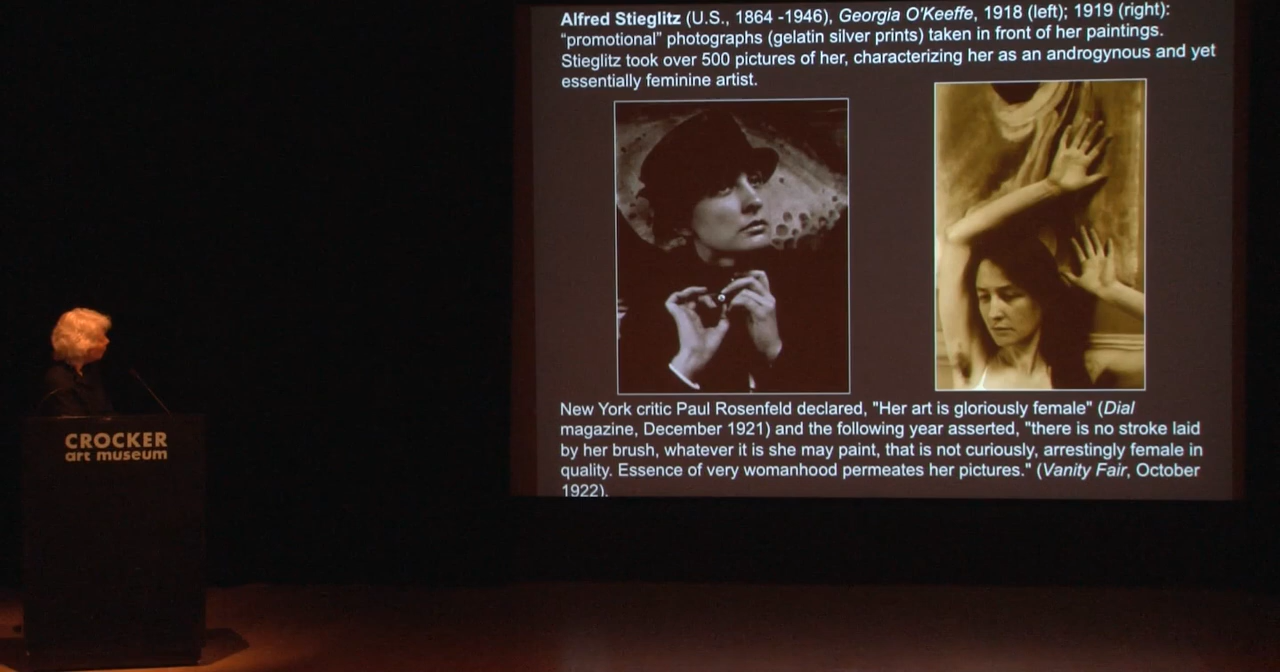 Alfred Stieglitz (U.S., 1864 -1946), Georgia O'Keeffe, 1918 (left); 1919 (right):
“promotional” photographs (gelatin silver prints) taken in front of her paintings.
Stieglitz took over 500 pictures of her, characterizing her as an androgynous and yet
essentially feminine artist.
New York critic Paul Rosenfeld declared, "Her art is gloriously female" (Dial
magazine, December 1921) and the following year asserted, "there is no stroke laid
by her brush, whatever it is she may paint, that is not curiously, arrestingly female in
quality. Essence of very womanhood permeates her pictures." (Vanity Fair, October
1922).
CROCKER
art museum